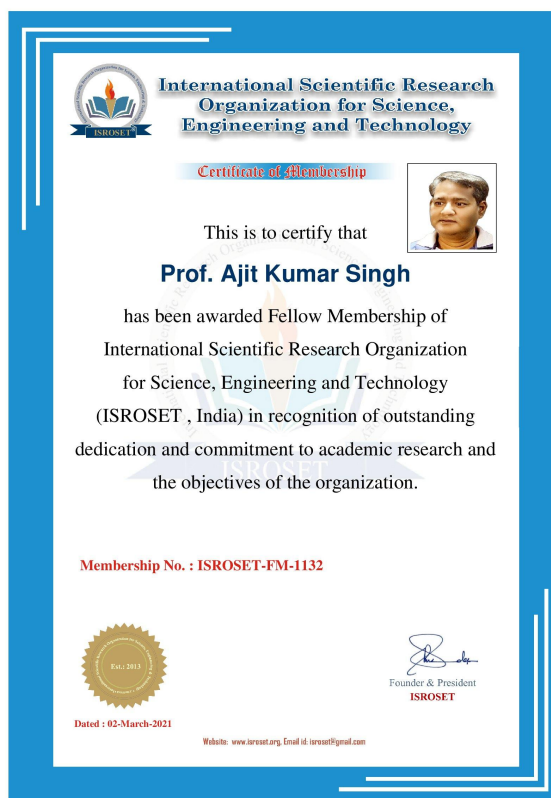 International Scientific Research
Organization for Science,
Engineering and Technology
ISROSET
Certificate of Membership
This is to certify that
Prof. Ajit Kumar Singh
has been awarded Fellow Membership of
International Scientific Research Organization
for Science, Engineering and Technology
(ISROSET , India) in recognition of outstanding
dedication and commitment to academic research and
the objectives of the organization.
ISROSET
Membership No. : ISROSET-FM-1132
Est.: 2013
Founder & President
ISROSET
Dated : 02-March-2021
Website: www.isroset.org, Email id: isroset@gmail.com